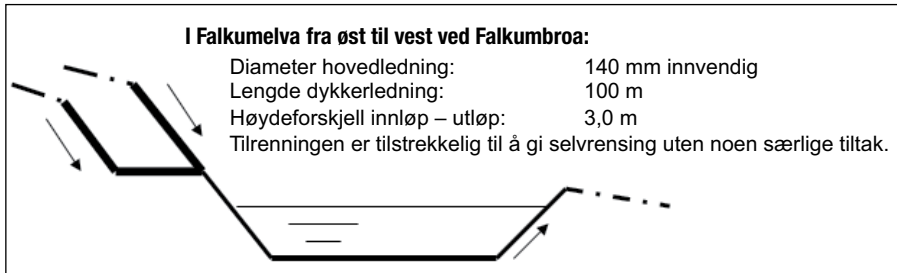 I Falkumelva fra øst til vest ved Falkumbroa:
Diameter hovedledning: 140 mm innvendig
Lengde dykkerledning: 100 m
Høydeforskjell innløp – utløp: 3,0 m
Tilrenningen er tilstrekkelig til å gi selvrensing uten noen særlige tiltak.